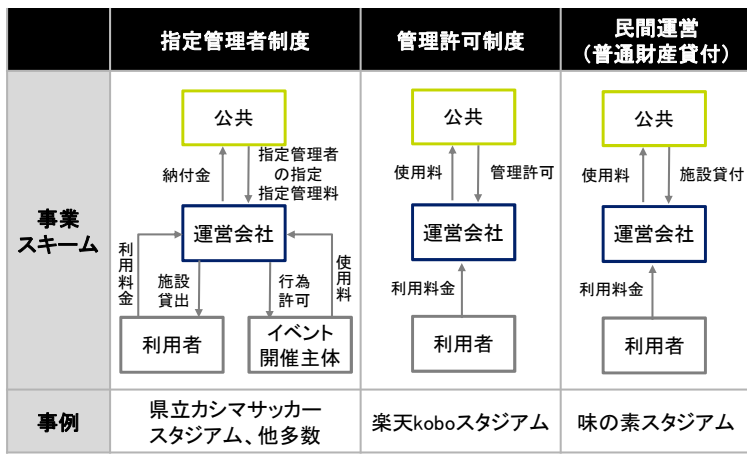 指定管理者制度
管理許可制度
民間運営
（普通財産貸付）
事業
スキーム
公共
納付金
指定管理者
の指定
指定管理料
運営会社
利用料金
施設
貸出
行為
許可
使用料
利用者
イベント
開催主体
公共
使用料
管理許可
運営会社
利用料金
利用者
公共
使用料
施設貸付
運営会社
利用料金
利用者
事例
県立カシマサッカー
スタジアム、他多数
楽天koboスタジアム
味の素スタジアム